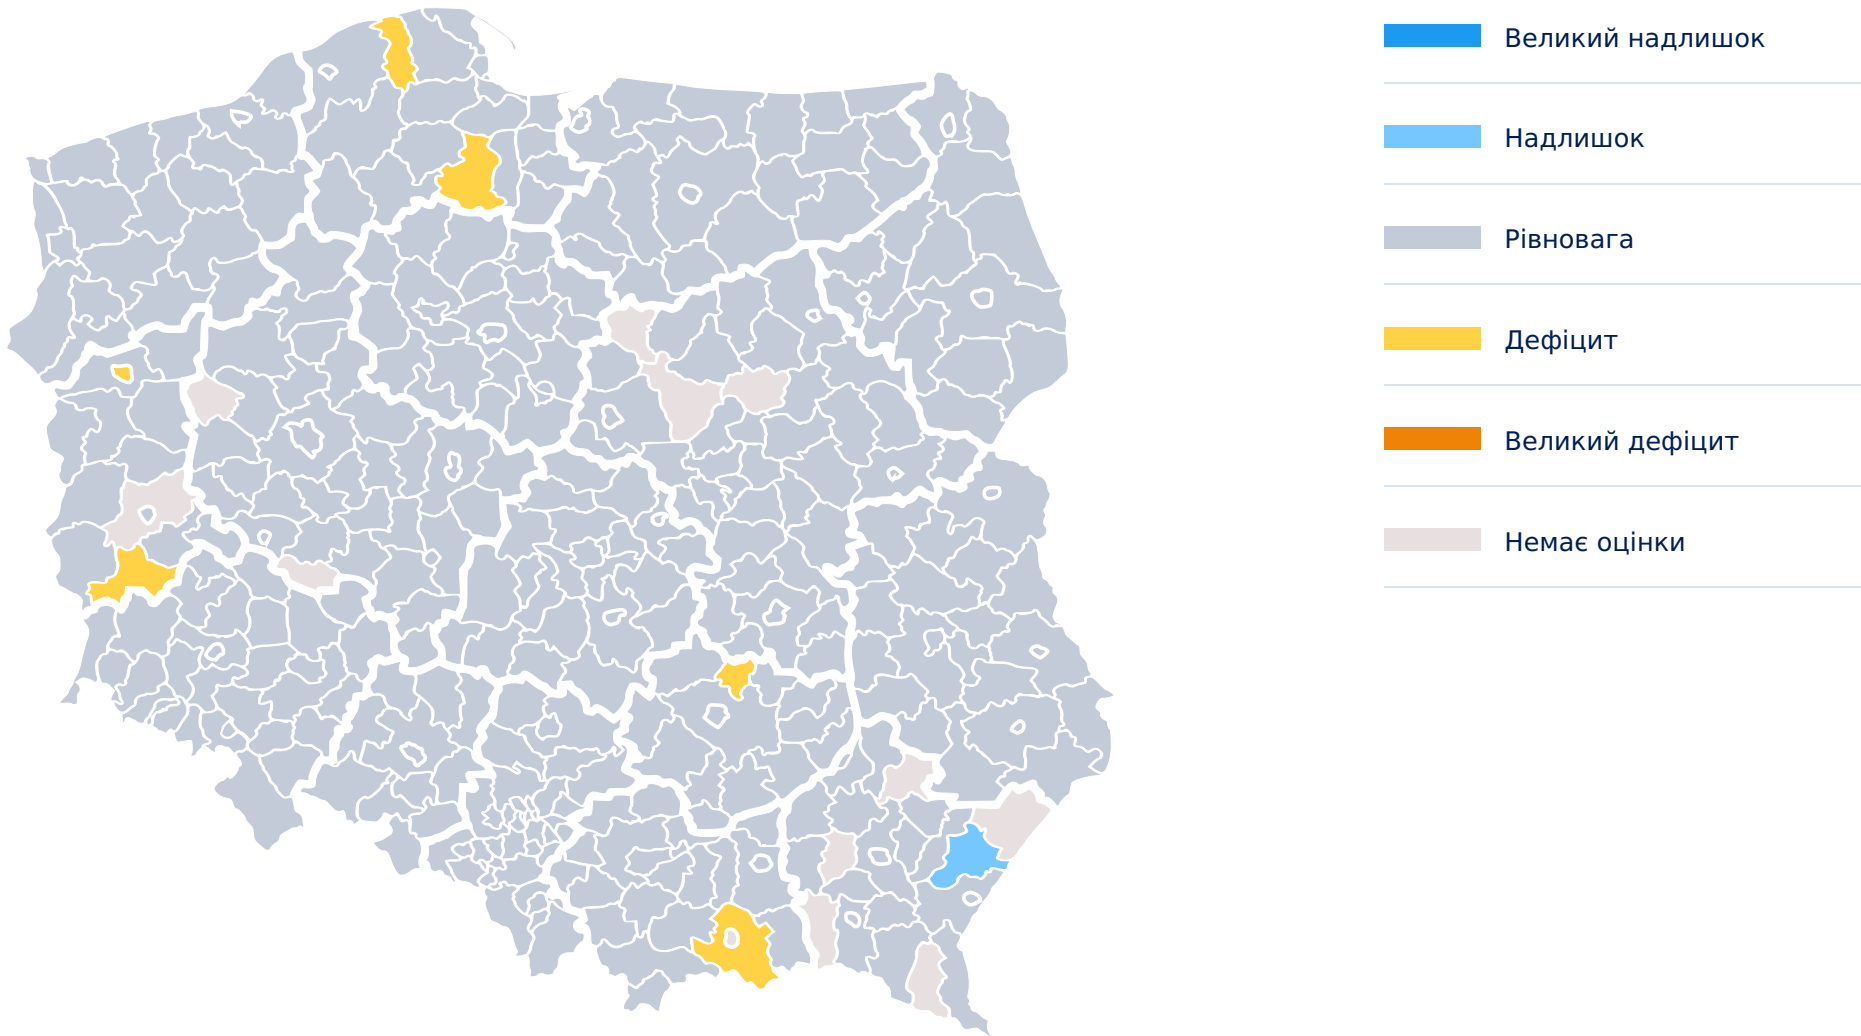 Великий надлишок
Надлишок
Рівновага
Дефіцит
Великий дефіцит
Немає оцінки